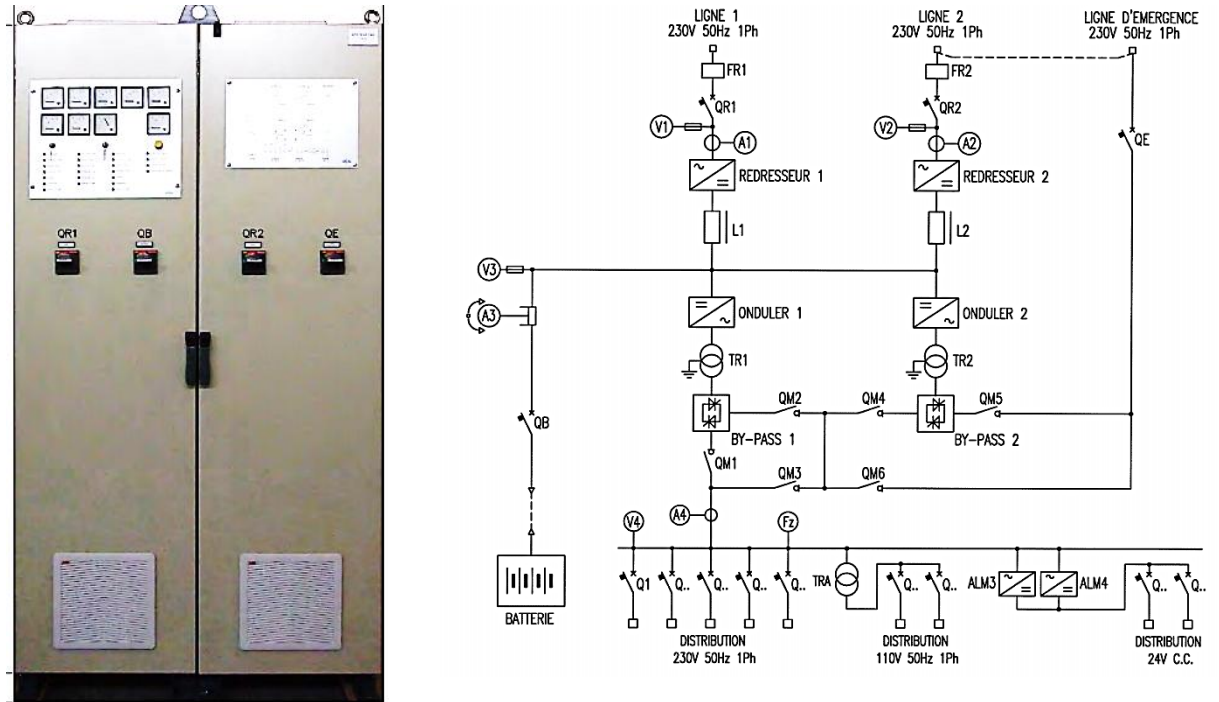 QR1
QB
QR2
QE
LIGNE 1
230V 50Hz 1Ph
LIGNE 2
230V 50Hz 1Ph
LIGNE D'EMERGENCE
230V 50Hz 1Ph
FR1
FR2
QR1
QR2
QE
V1
A1
V2
A2
REDRESSEUR 1
REDRESSEUR 2
L1
L2
V3
A3
ONDULER 1
ONDULER 2
TR1
TR2
QM2
QM4
QM5
QB
BY-PASS 1
BY-PASS 2
QM1
QM3
QM6
V4
A4
Fz
Q1
Q..
Q..
Q..
Q..
TRA
Q..
Q..
ALM3
ALM4
Q..
Q..
BATTERIE
DISTRIBUTION
230V 50Hz 1Ph
DISTRIBUTION
110V 50Hz 1Ph
DISTRIBUTION
24V C.C.